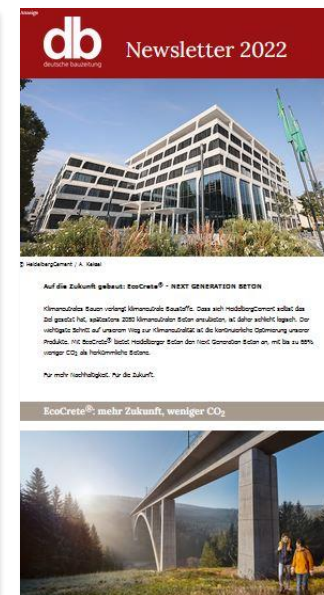 Anzeige
db
deutsche bauzeitung
Newsletter 2022
© HeidelbergCement / A. Keksel
Auf die Zukunft gebaut: EcoCrete® - NEXT GENERATION BETON
Klimaneutrales Bauen verlangt klimaneutrale Baustoffe. Dass sich HeidelbergCement selbst das
Ziel gesetzt hat, spätestens 2050 klimaneutralen Beton anzubieten, ist daher schlicht logisch. Der
wichtigste Schritt auf unserem Weg zur Klimaneutralität ist die kontinuierliche Optimierung unserer
Produkte. Mit EcoCrete® bietet Heidelberger Beton den Next Generation Beton an, mit bis zu 66%
weniger CO₂ als herkömmliche Betone.
Für mehr Nachhaltigkeit. Für die Zukunft.
EcoCrete®: mehr Zukunft, weniger CO₂